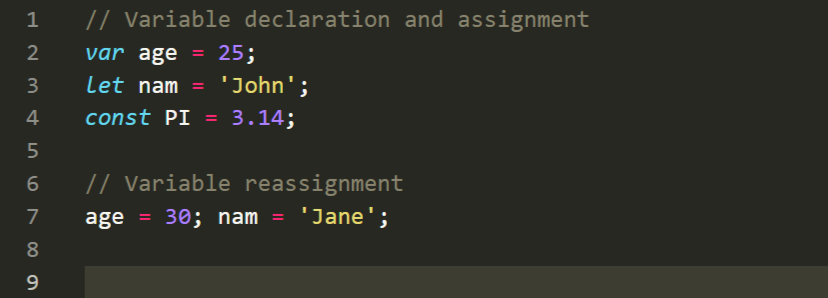 1 // Variable declaration and assignment
2 var age = 25;
3 let nam = 'John';
4 const PI = 3.14;
5
6 // Variable reassignment
7 age = 30; nam = 'Jane';
8
9